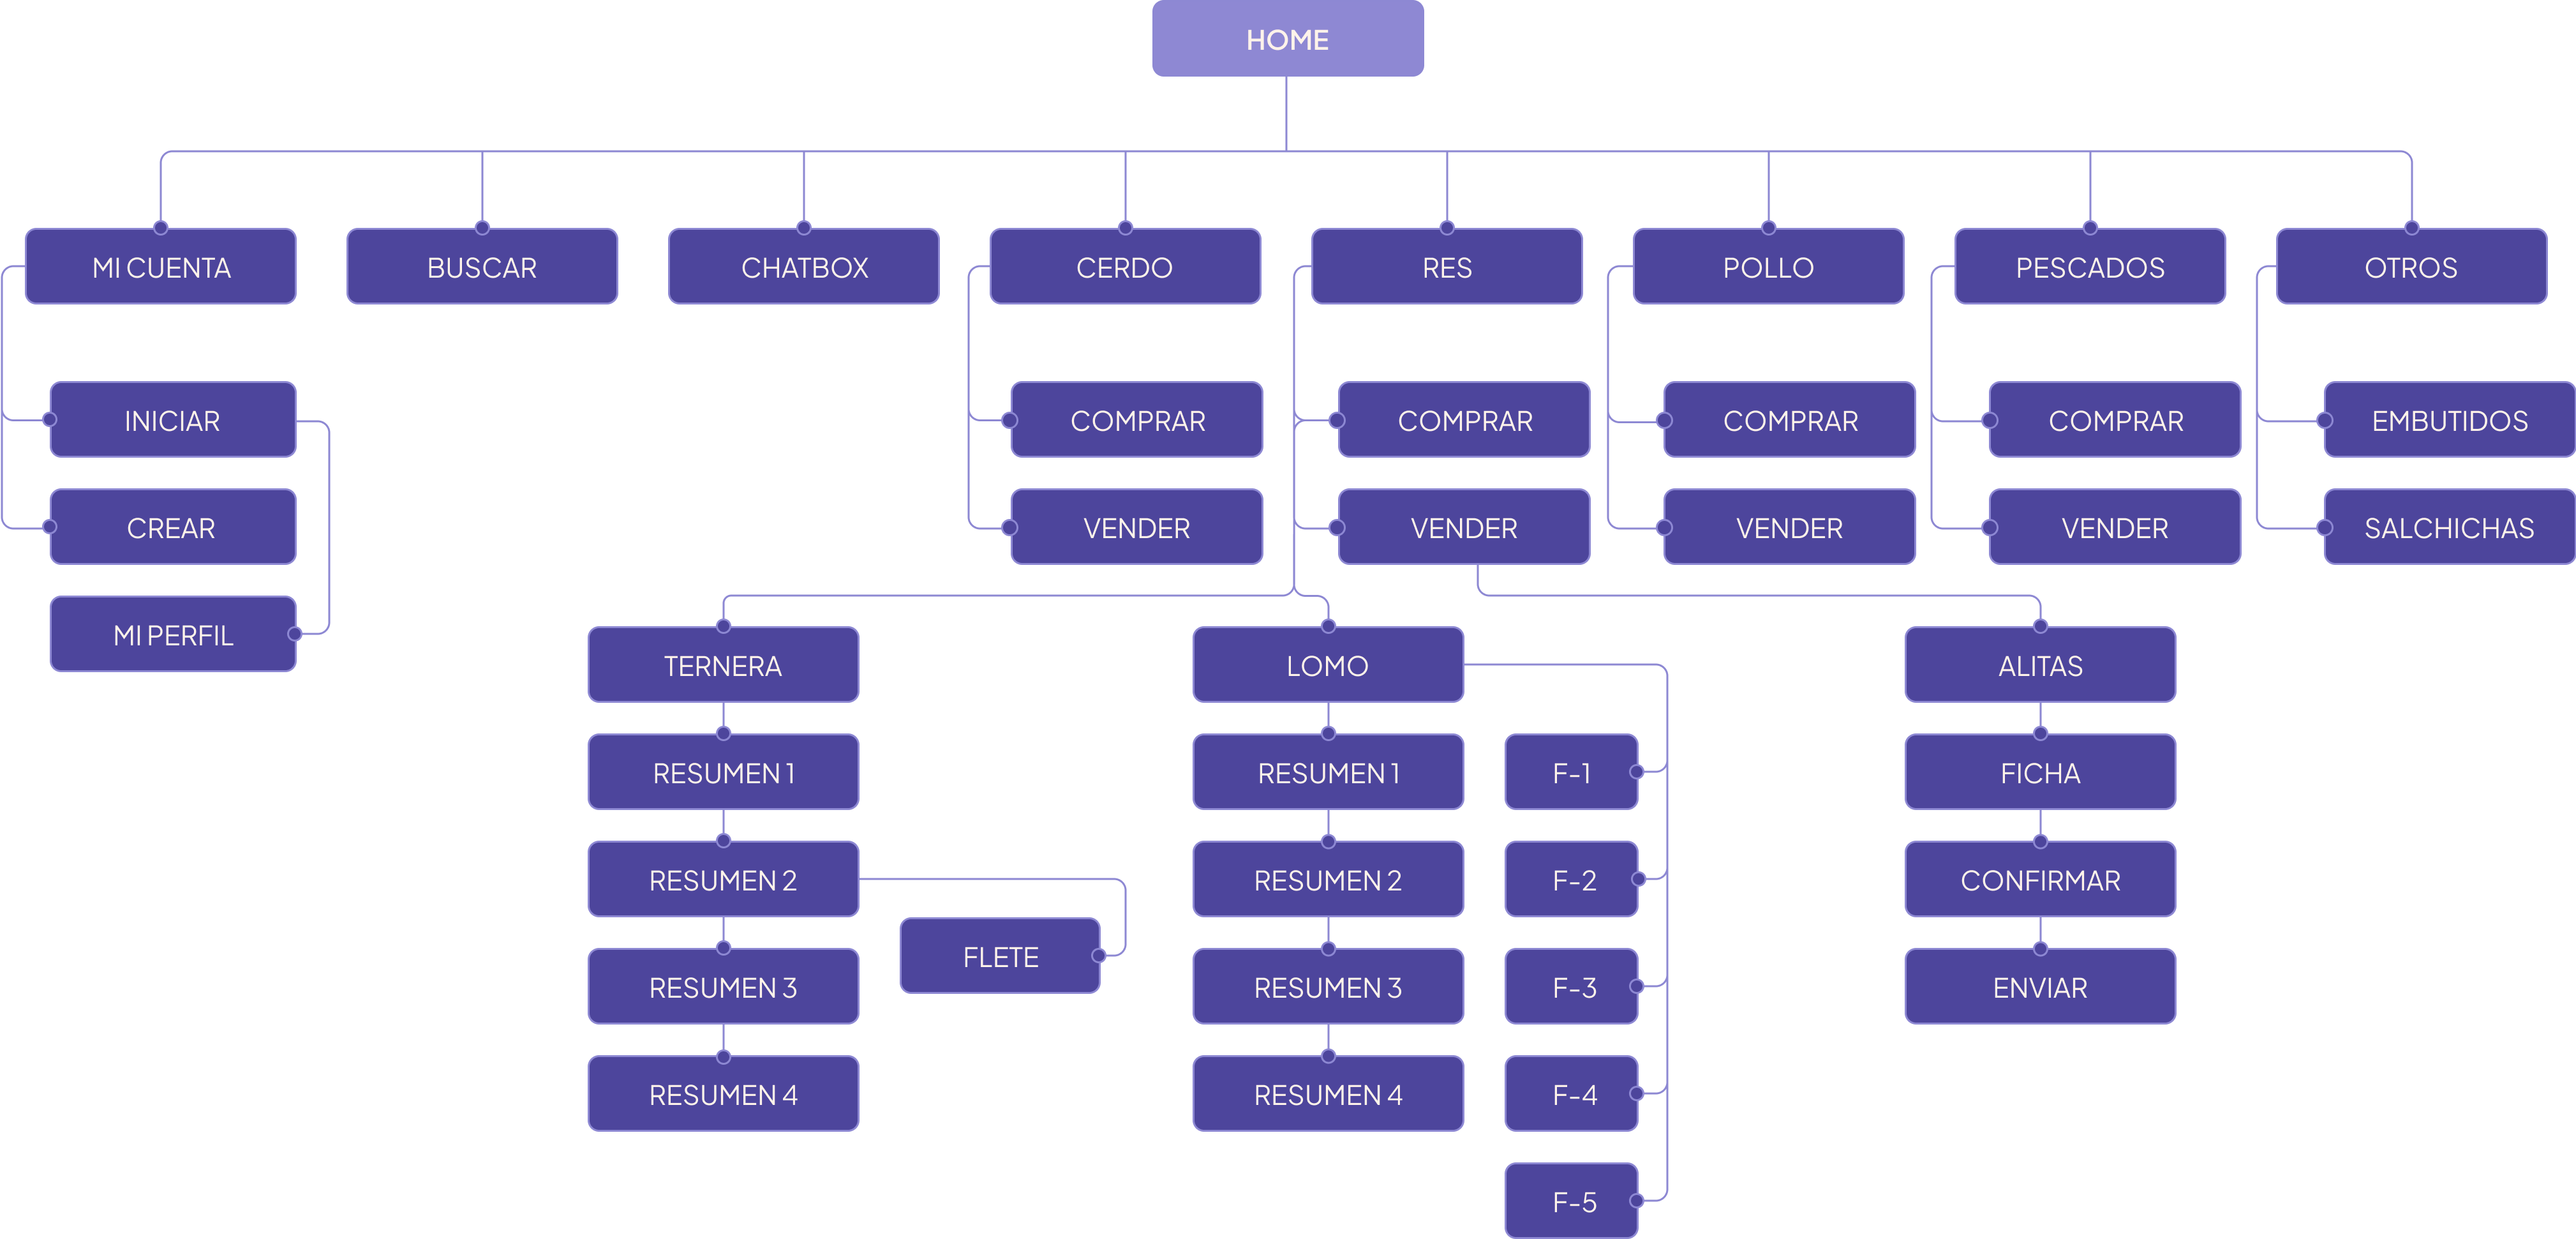 HOME
MI CUENTA
BUSCAR
CHATBOX
CERDO
RES
POLLO
PESCADOS
OTROS
INICIAR
COMPRAR
COMPRAR
COMPRAR
COMPRAR
EMBUTIDOS
CREAR
VENDER
VENDER
VENDER
VENDER
SALCHICHAS
MI PERFIL
TERNERA
LOMO
ALITAS
RESUMEN 1
RESUMEN 1
F-1
FICHA
RESUMEN 2
RESUMEN 2
F-2
CONFIRMAR
FLETE
RESUMEN 3
RESUMEN 3
F-3
ENVIAR
RESUMEN 4
RESUMEN 4
F-4
F-5